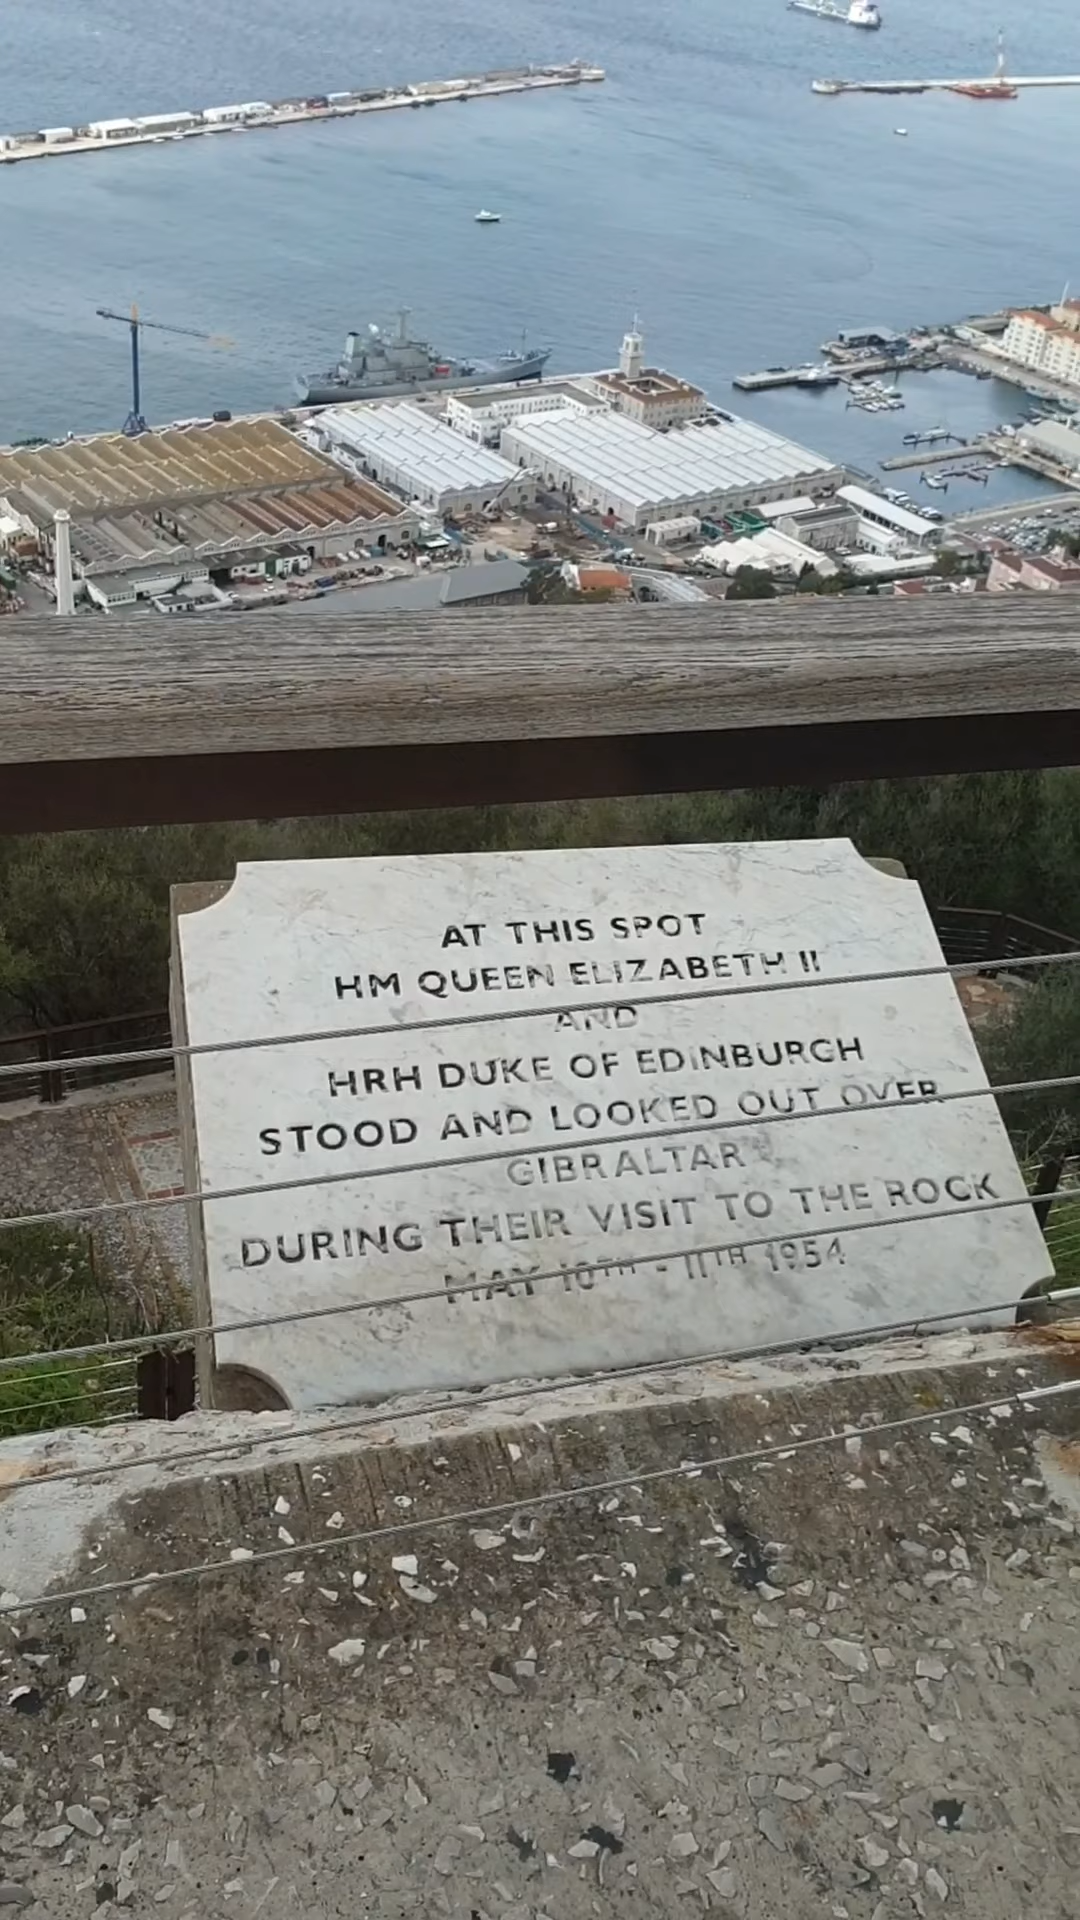 AT THIS SPOT
HM QUEEN ELIZABETH II
AND
HRH DUKE OF EDINBURGH
STOOD AND LOOKED OUT OVER
GIBRALTAR
DURING THEIR VISIT TO THE ROCK
MAY 10TH - 11TH 1954